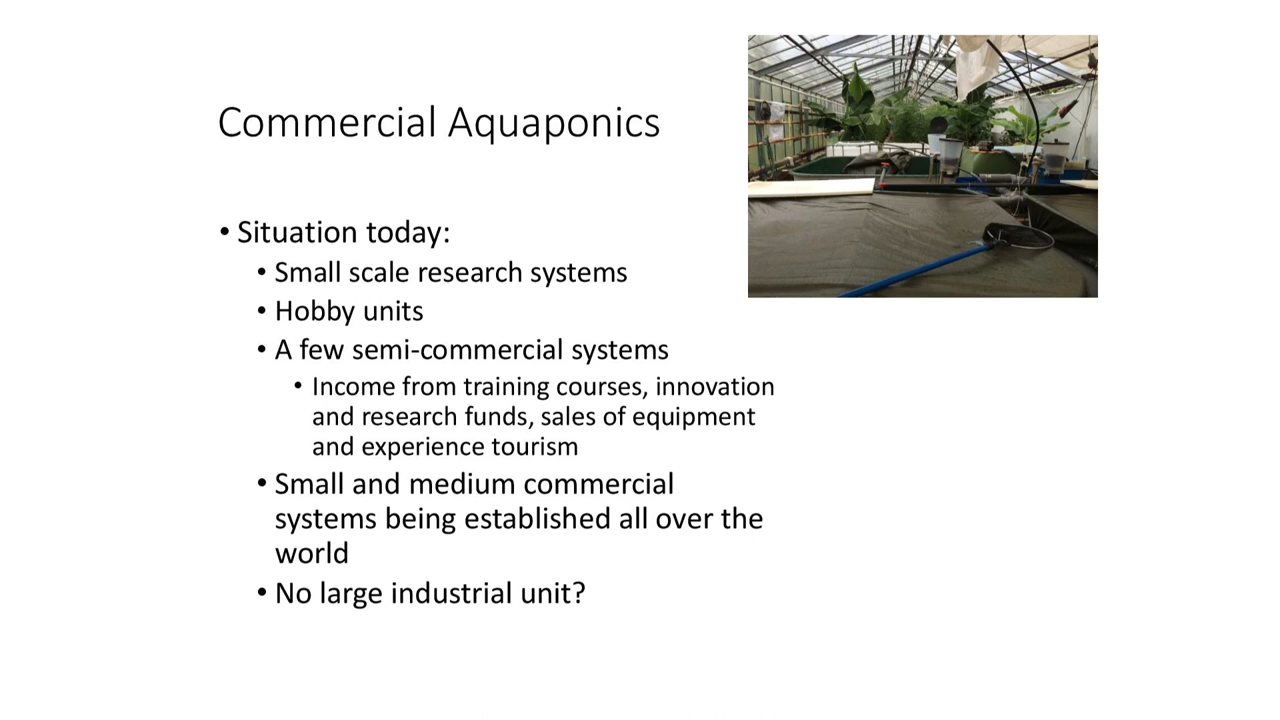 Commercial Aquaponics
• Situation today:
• Small scale research systems
• Hobby units
• A few semi-commercial systems
• Income from training courses, innovation
and research funds, sales of equipment
and experience tourism
• Small and medium commercial
systems being established all over the
world
• No large industrial unit?